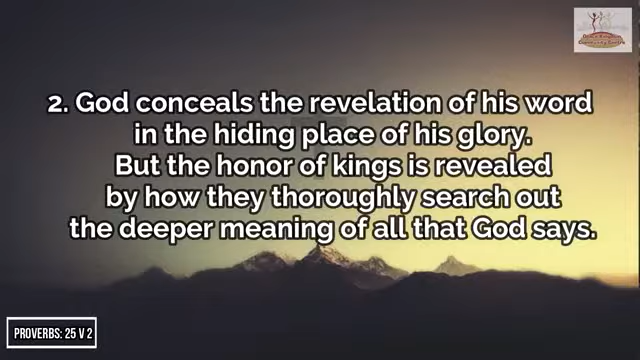 2. God conceals the revelation of his word
in the hiding place of his glory.
But the honor of kings is revealed
by how they thoroughly search out
the deeper meaning of all that God says.
PROVERBS: 25 V 2